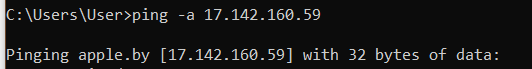 C:\Users\User>ping -a 17.142.160.59
Pinging apple.by [17.142.160.59] with 32 bytes of data: